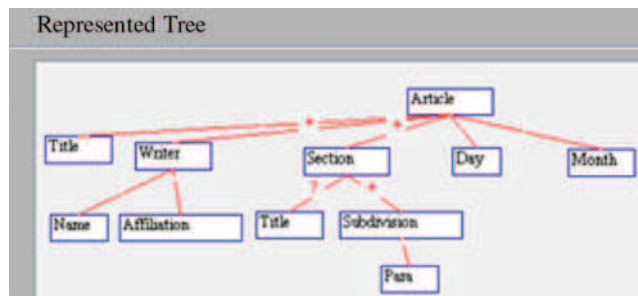 Represented Tree
Article
+ +
Title Writer Section Day Month
? +
Name Affiliation Title Subdivision
Para